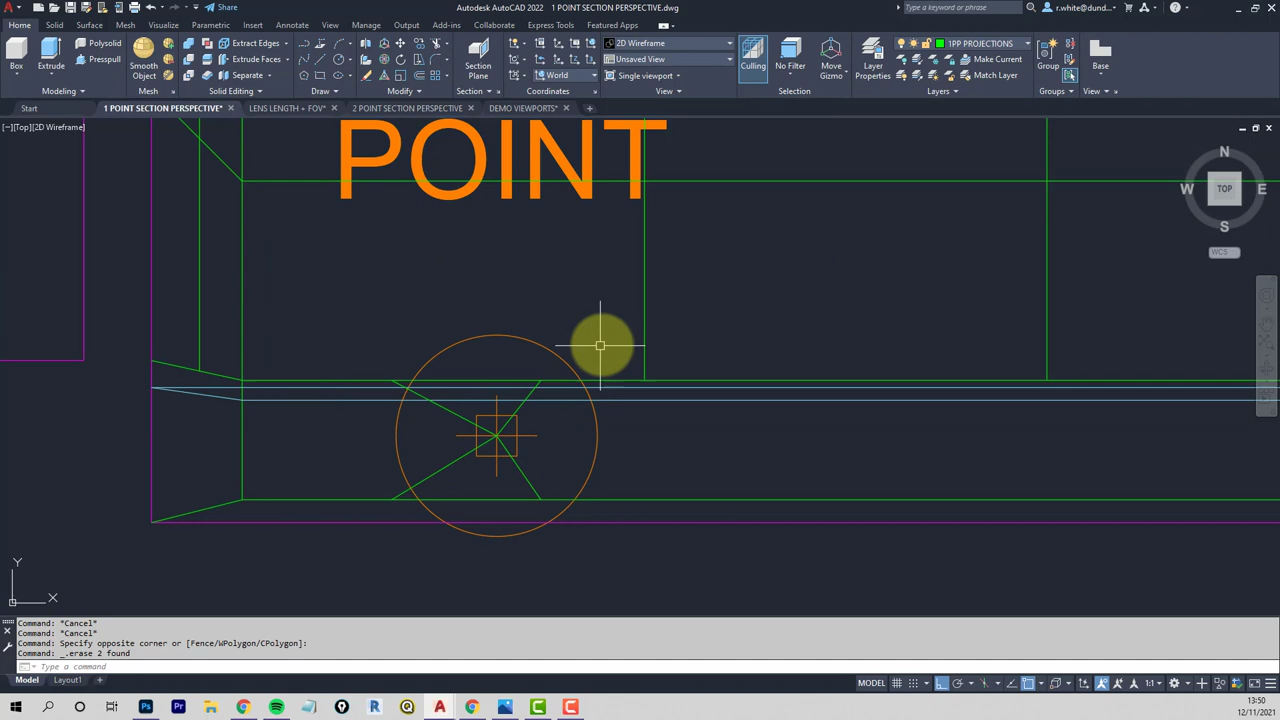 Share
Autodesk AutoCAD 2022 1 POINT SECTION PERSPECTIVE.dwg
Type a keyword or phrase
r.white@dund...
Home Solid Surface Mesh Visualize Parametric Insert Annotate View Manage Output Add-ins Collaborate Express Tools Featured Apps
Box
Extrude
Polysolid
Presspull
Smooth Object
Extract Edges
Extrude Faces
Separate
Section Plane
World
2D Wireframe
Unsaved View
Single viewport
Culling
No Filter
Move Gizmo
Layer Properties
1PP PROJECTIONS
Make Current
Match Layer
Group
Base
Modeling
Mesh
Solid Editing
Draw
Modify
Section
Coordinates
View
Selection
Layers
Groups
View
Start
1 POINT SECTION PERSPECTIVE*
LENS LENGTH + FOV*
2 POINT SECTION PERSPECTIVE
DEMO VIEWPORTS*
[−][Top][2D Wireframe]
POINT
N
W
TOP
E
S
WCS
Y
X
Command: *Cancel*
Command: *Cancel*
Command: Specify opposite corner or [Fence/WPolygon/CPolygon]:
Command: _.erase 2 found
Type a command
Model Layout1
MODEL
1:1
13:50
12/11/2021